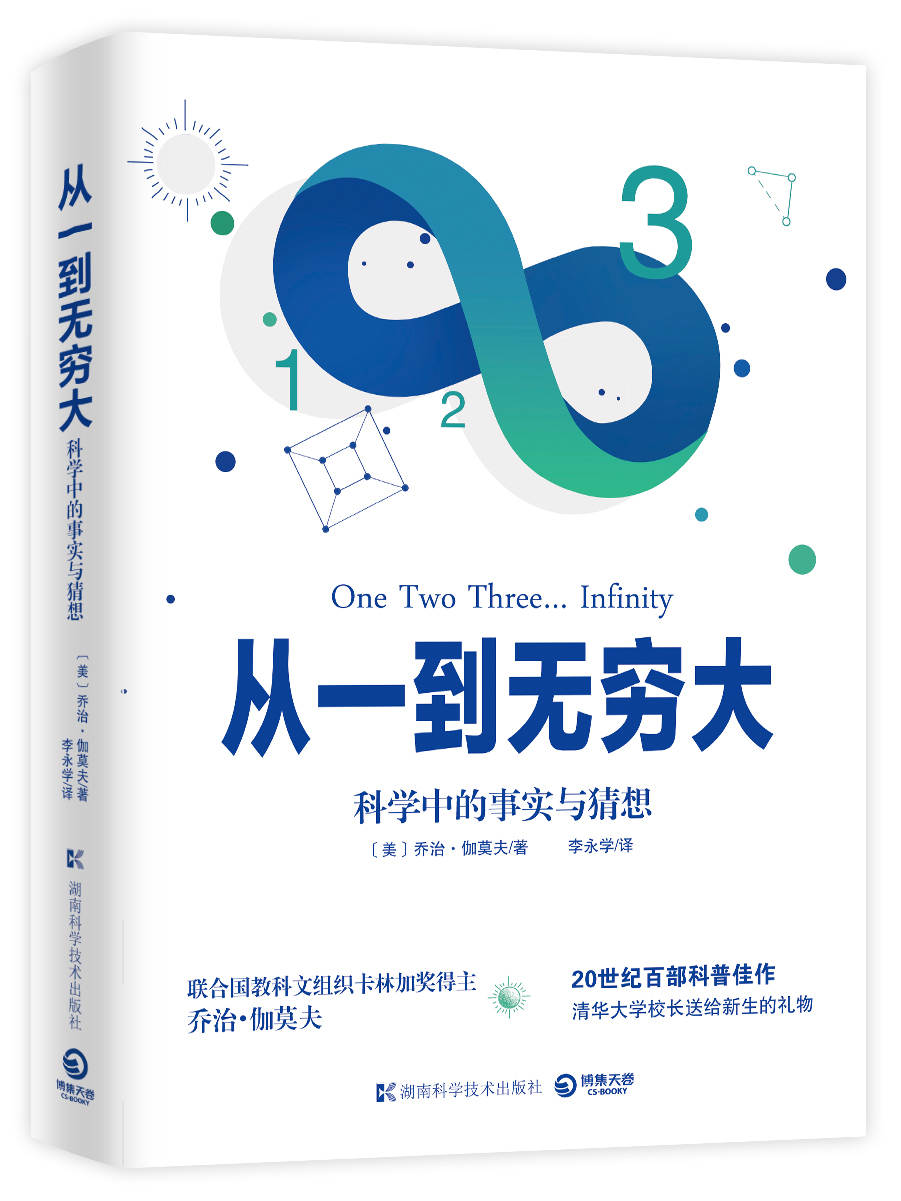 从一到无穷大
科学中的事实与猜想
〔美〕乔治·伽莫夫/著
李永学/译
湖南科学技术出版社
博集天卷
CS-BOOKY
3
1
2
One Two Three... Infinity
从一到无穷大
科学中的事实与猜想
〔美〕乔治·伽莫夫/著 李永学/译
联合国教科文组织卡林加奖得主
乔治·伽莫夫
20世纪百部科普佳作
清华大学校长送给新生的礼物
湖南科学技术出版社
博集天卷
CS-BOOKY